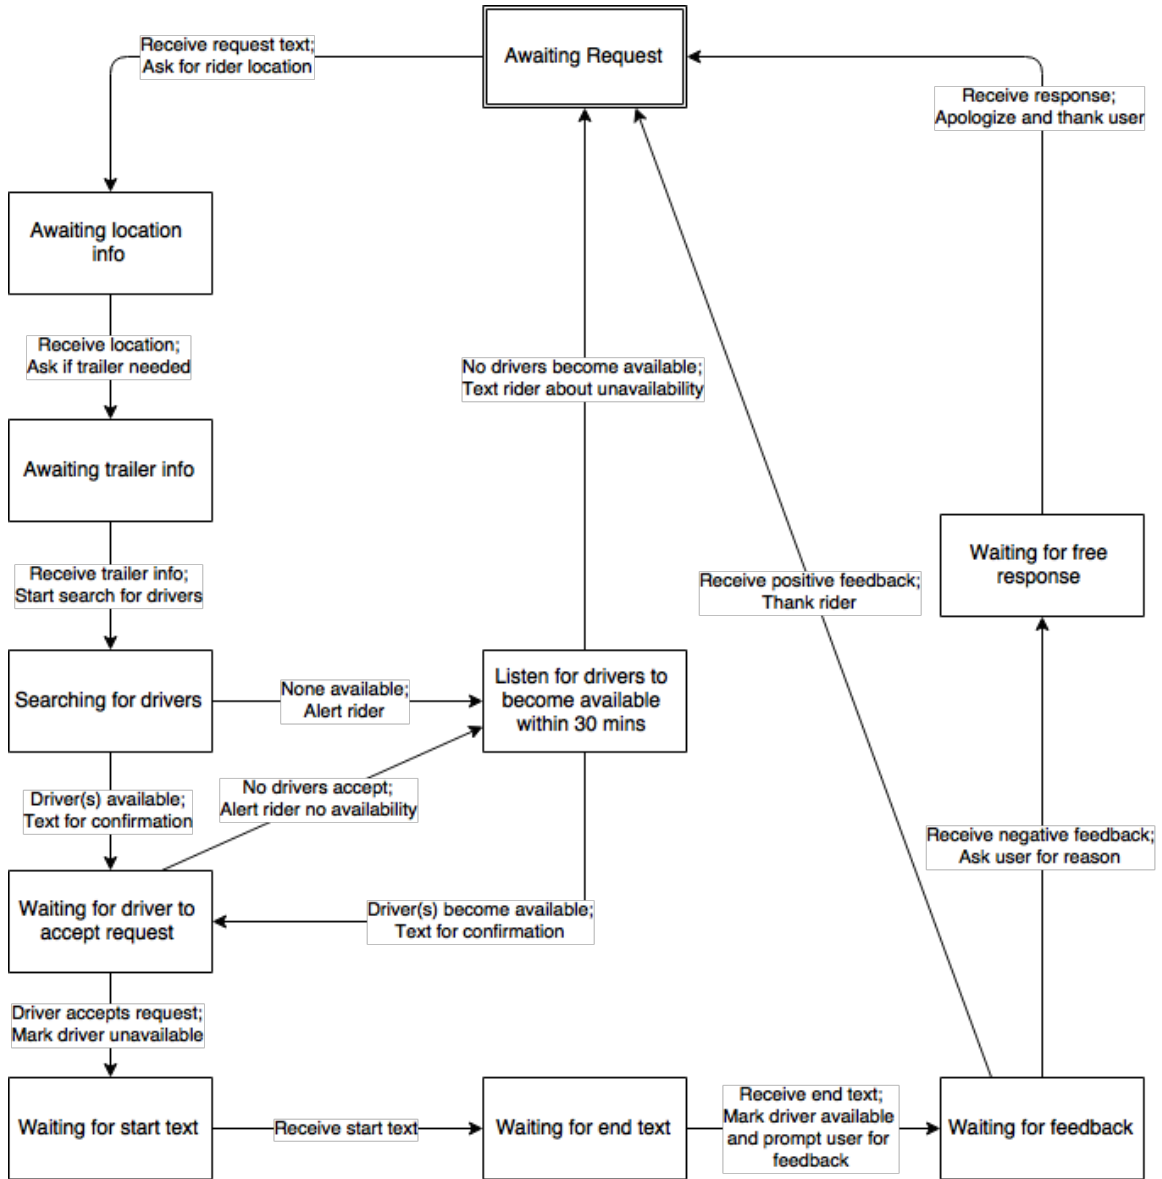 Receive request text;
Ask for rider location
Awaiting Request
Receive response;
Apologize and thank user
Awaiting location
info
Receive location;
Ask if trailer needed
No drivers become available;
Text rider about unavailability
Awaiting trailer info
Receive trailer info;
Start search for drivers
Receive positive feedback;
Thank rider
Waiting for free
response
Searching for drivers
None available;
Alert rider
Listen for drivers to
become available
within 30 mins
No drivers accept;
Alert rider no availability
Driver(s) available;
Text for confirmation
Receive negative feedback;
Ask user for reason
Waiting for driver to
accept request
Driver(s) become available;
Text for confirmation
Driver accepts request;
Mark driver unavailable
Waiting for start text
Receive start text
Waiting for end text
Receive end text;
Mark driver available
and prompt user for
feedback
Waiting for feedback